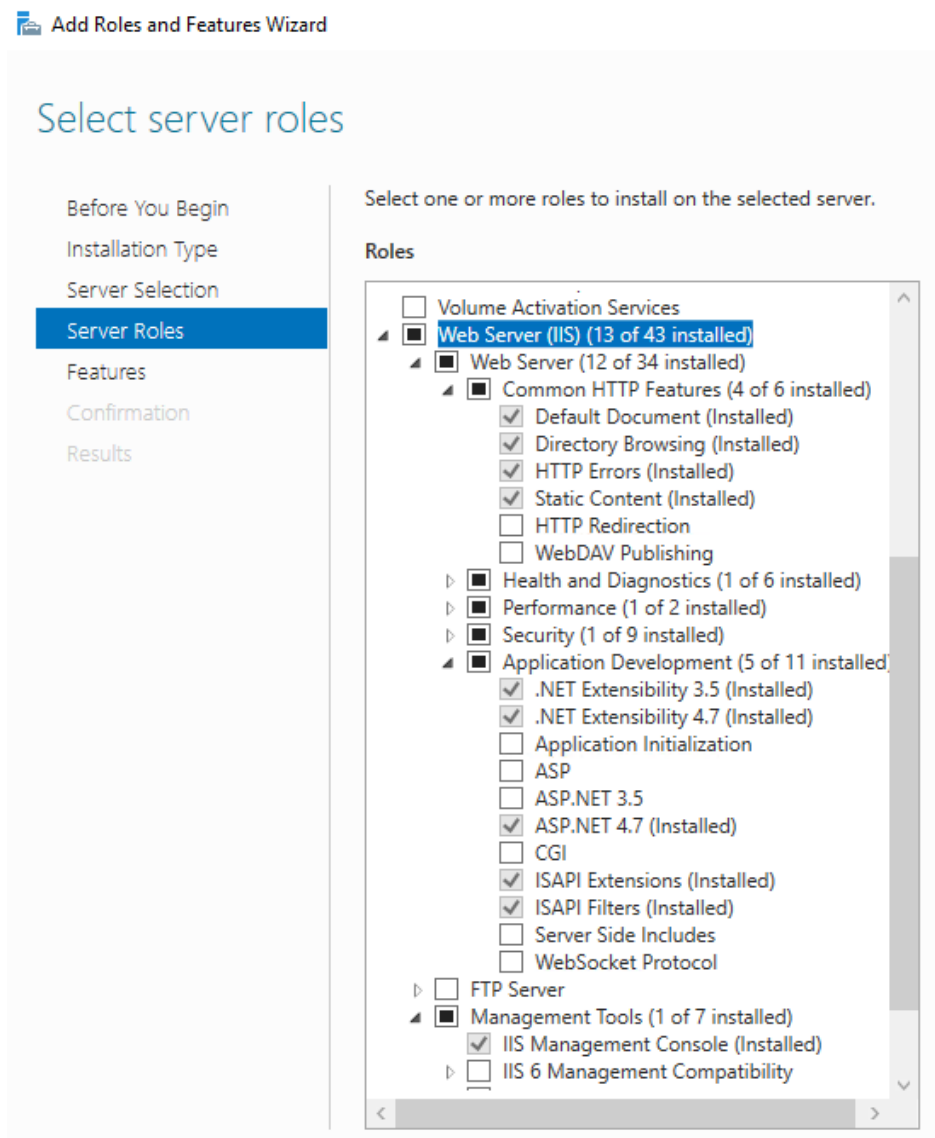 Add Roles and Features Wizard
Select server roles
Before You Begin
Installation Type
Server Selection
Server Roles
Features
Confirmation
Results
Select one or more roles to install on the selected server.
Roles
Volume Activation Services
Web Server (IIS) (13 of 43 installed)
Web Server (12 of 34 installed)
Common HTTP Features (4 of 6 installed)
Default Document (Installed)
Directory Browsing (Installed)
HTTP Errors (Installed)
Static Content (Installed)
HTTP Redirection
WebDAV Publishing
Health and Diagnostics (1 of 6 installed)
Performance (1 of 2 installed)
Security (1 of 9 installed)
Application Development (5 of 11 installed)
.NET Extensibility 3.5 (Installed)
.NET Extensibility 4.7 (Installed)
Application Initialization
ASP
ASP.NET 3.5
ASP.NET 4.7 (Installed)
CGI
ISAPI Extensions (Installed)
ISAPI Filters (Installed)
Server Side Includes
WebSocket Protocol
FTP Server
Management Tools (1 of 7 installed)
IIS Management Console (Installed)
IIS 6 Management Compatibility